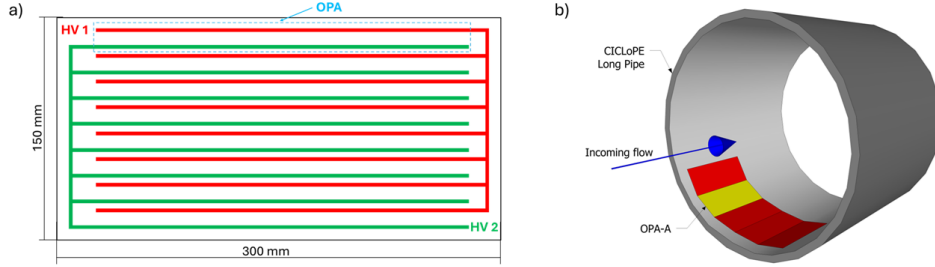 a)
OPA
HV 1
150 mm
HV 2
300 mm
b)
CICLoPE
Long Pipe
Incoming flow
OPA-A